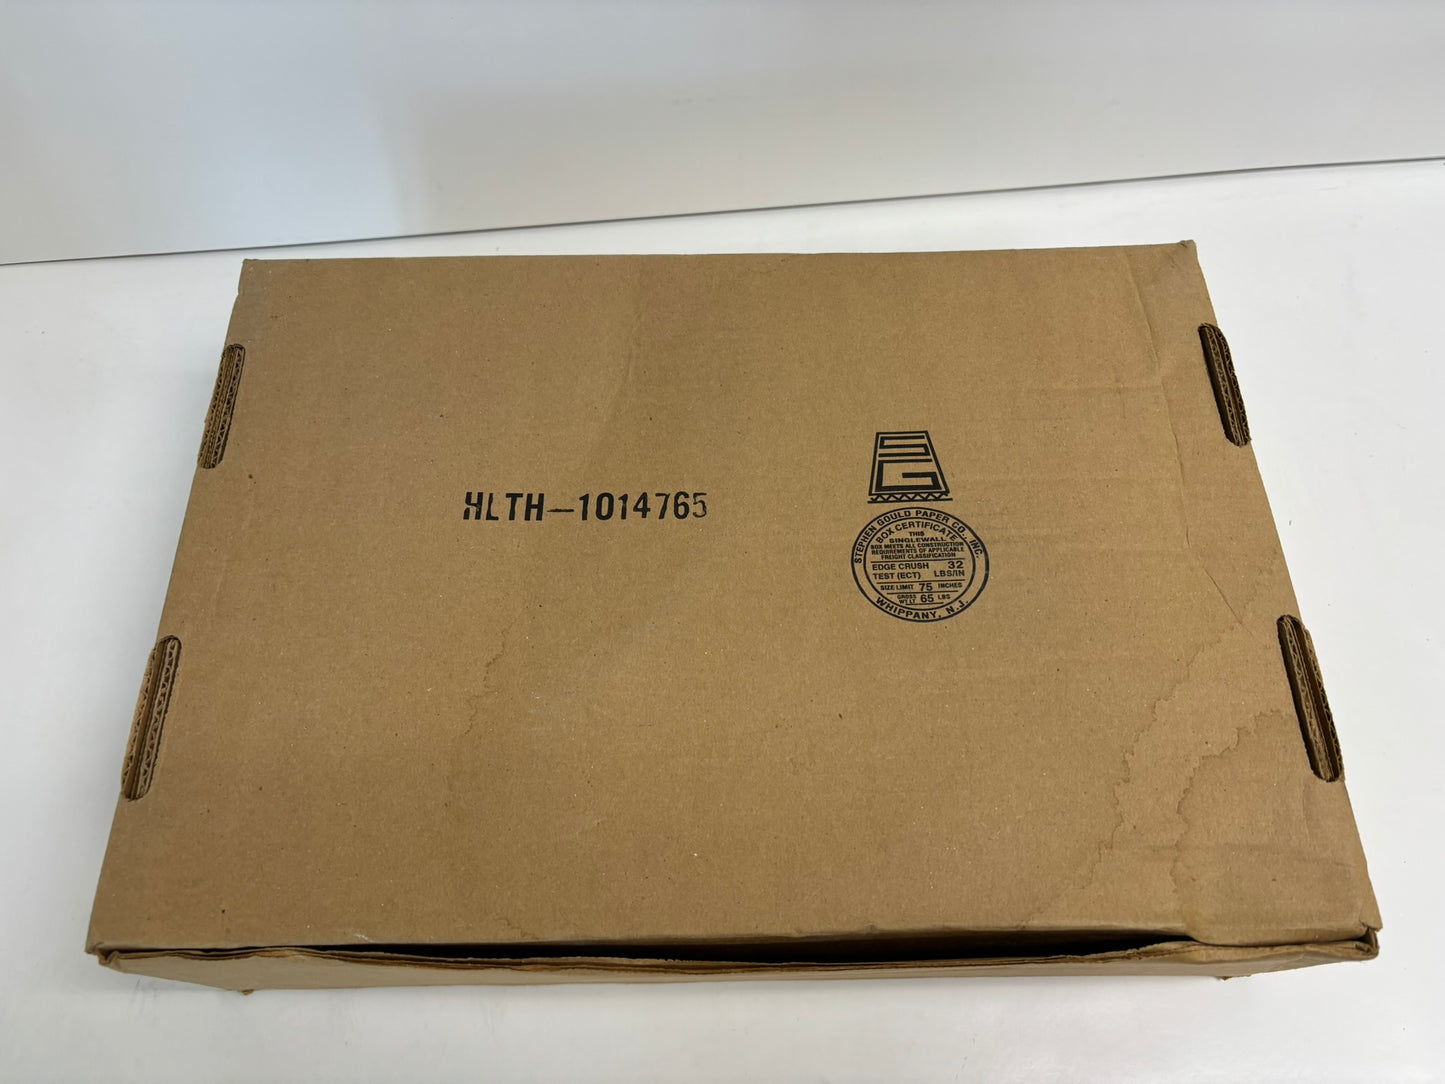 HLTH-1014765
SG
STEPHEN GOULD PAPER CO., INC.
BOX CERTIFICATE
THIS
SINGLEWALL
BOX MEETS ALL CONSTRUCTION
REQUIREMENTS OF APPLICABLE
FREIGHT CLASSIFICATION
EDGE CRUSH 32
TEST (ECT) LBS/IN
SIZE LIMIT 75 INCHES
GROSS
WT.LT 65 LBS
WHIPPANY, N.J.